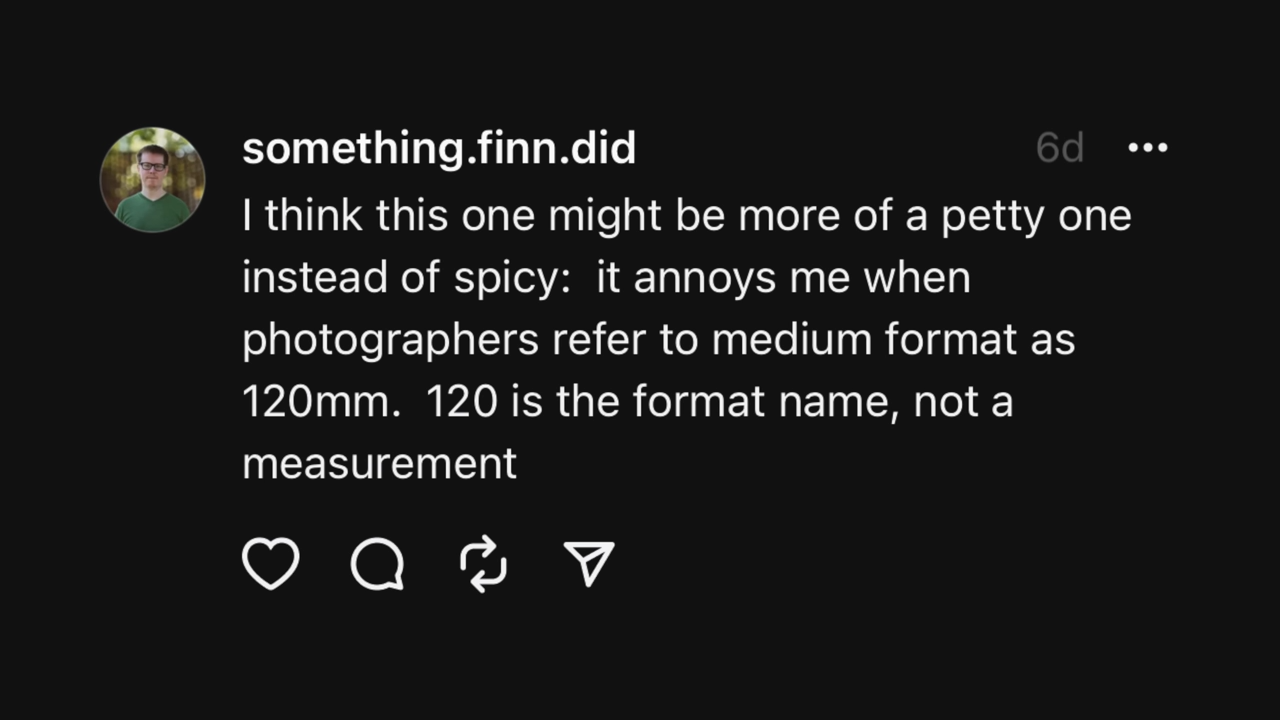 something.finn.did
6d
I think this one might be more of a petty one
instead of spicy:  it annoys me when
photographers refer to medium format as
120mm.  120 is the format name, not a
measurement